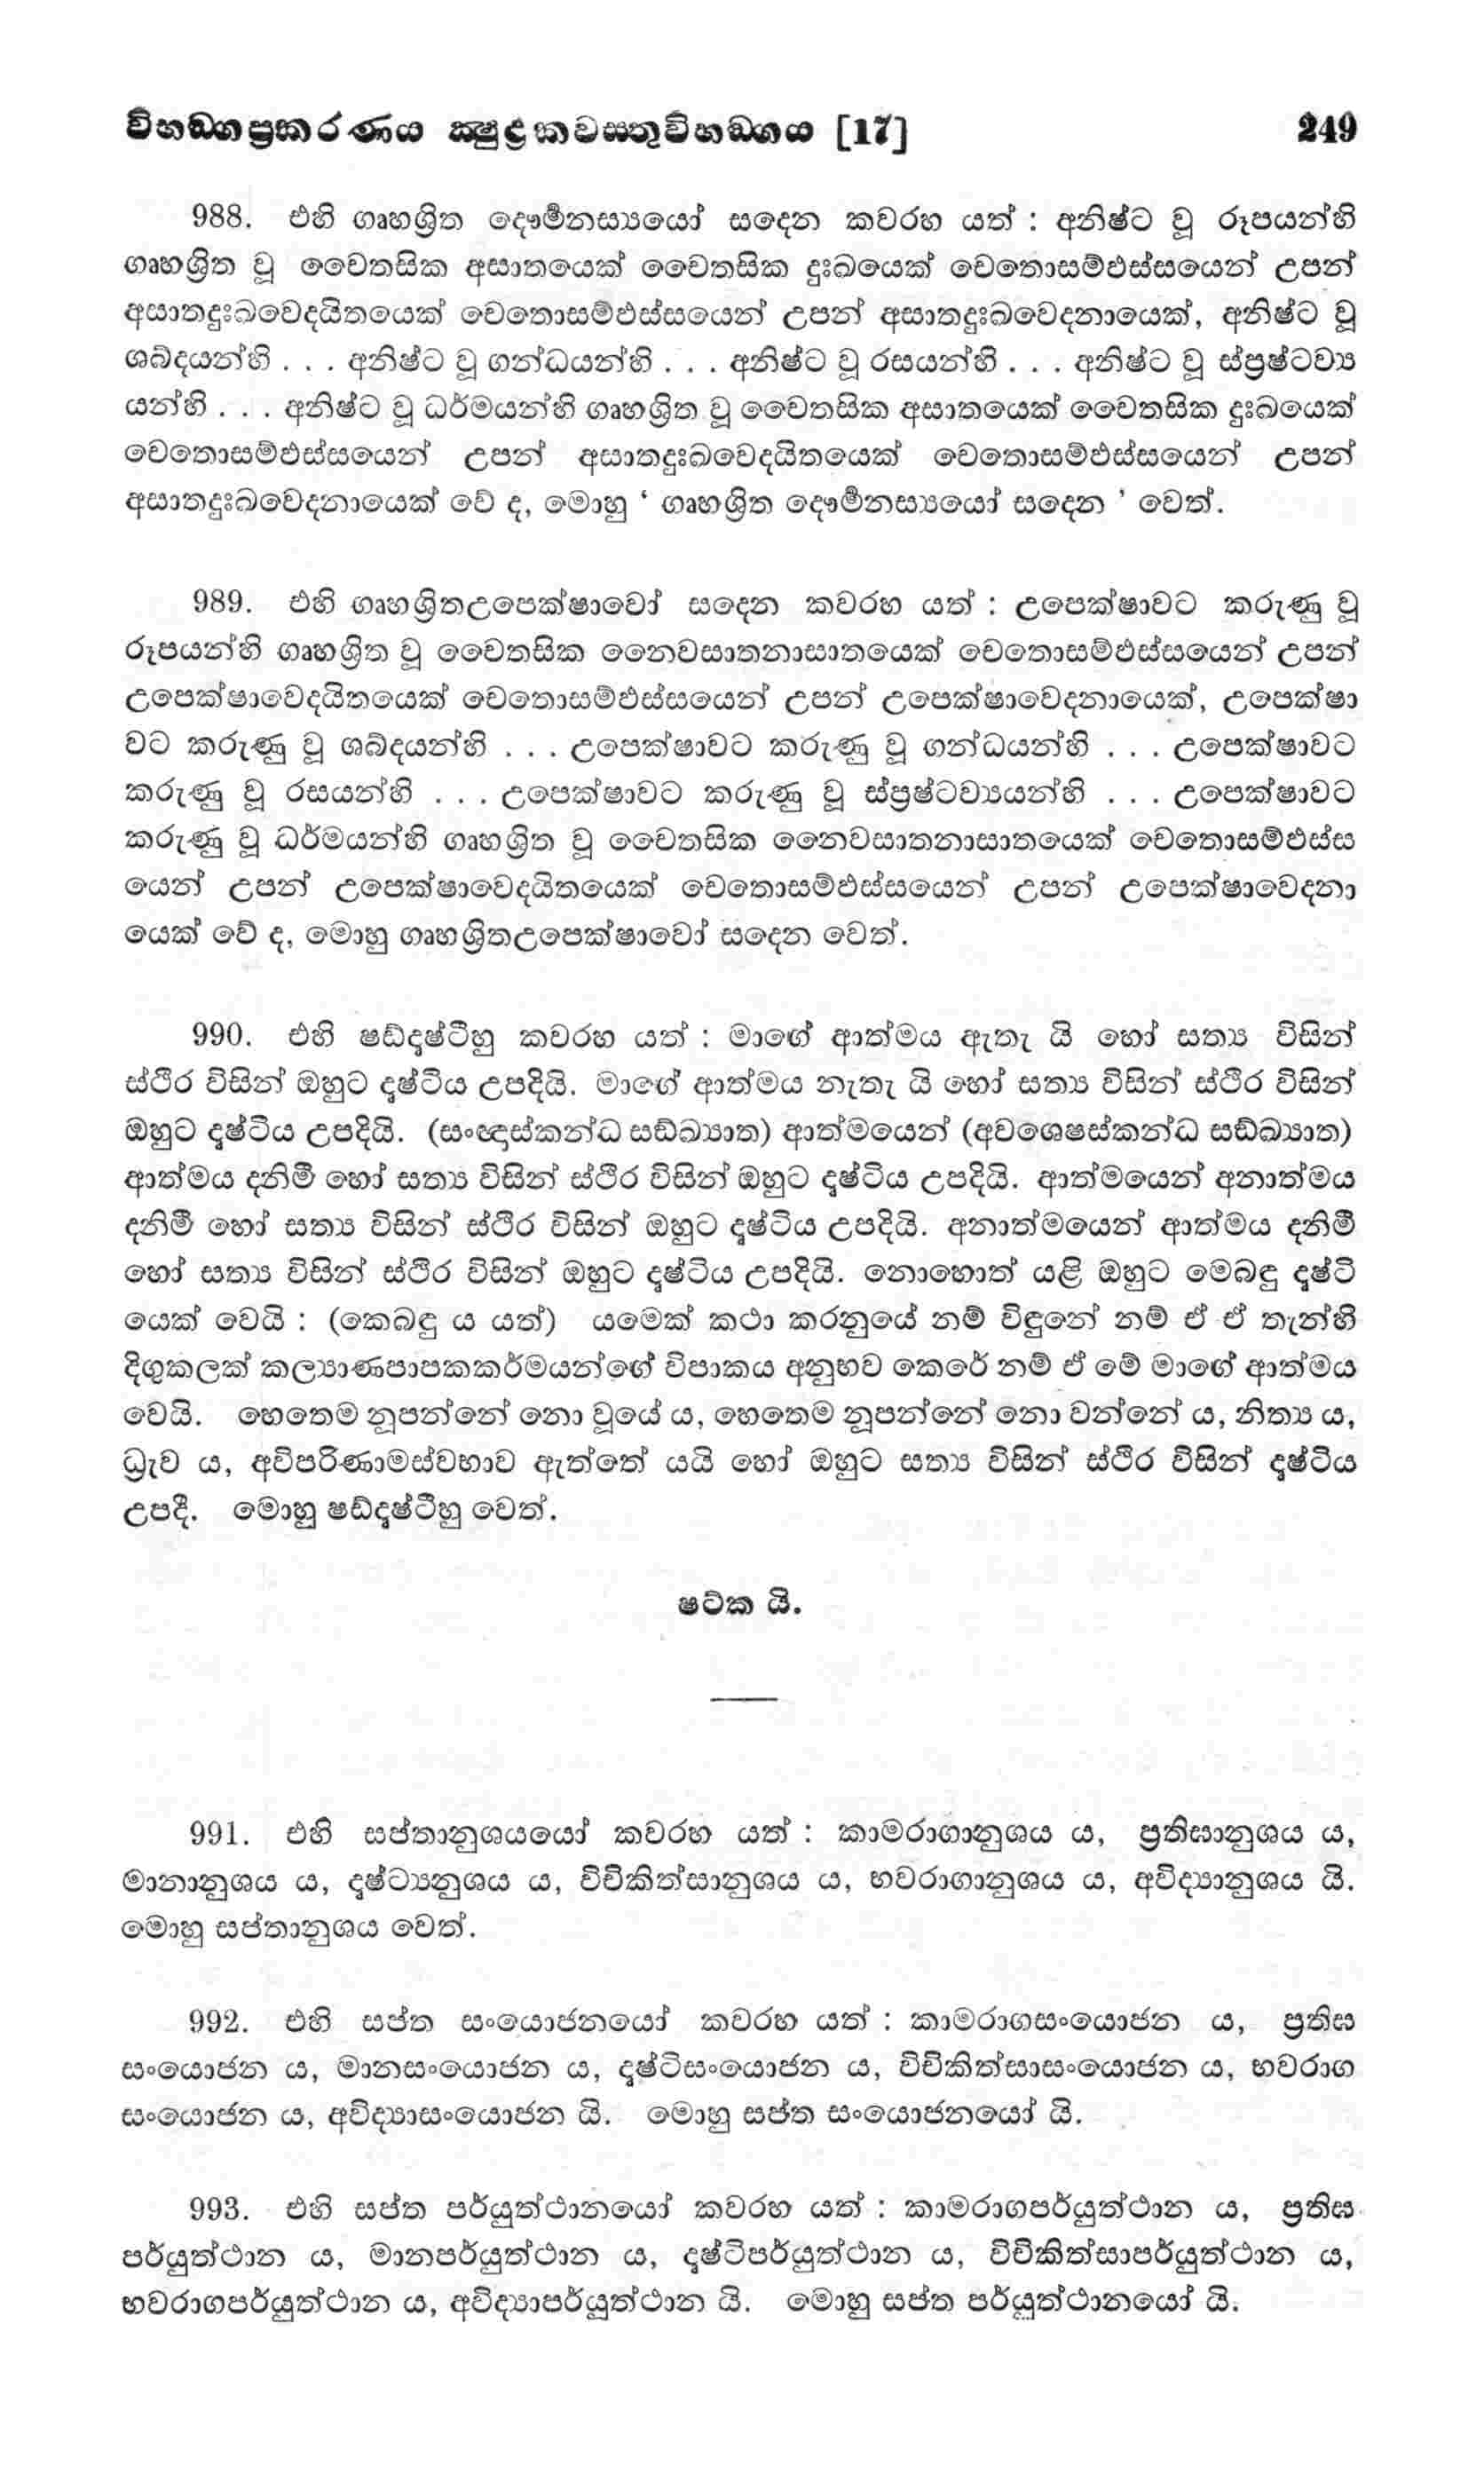 විභඞ්ගප්‍රකරණය ක්‍ෂුද්‍රකවස්තුවිභඞ්ගය [17] 249
988. එහි ගෘහශ්‍රිත දෞර්මනස්‍යයෝ සදෙන කවරහ යත් : අනිෂ්ට වූ රූපයන්හි
ගෘහශ්‍රිත වූ චෛතසික අසාතයෙක් චෛතසික දුඃඛයෙක් චෙතොසම්ඵස්සයෙන් උපන්
අසාතදුඃඛවෙදයිතයෙක් චෙතොසම්ඵස්සයෙන් උපන් අසාතදුඃඛවෙදනායෙක්, අනිෂ්ට වූ
ශබ්දයන්හි . . . අනිෂ්ට වූ ගන්ධයන්හි . . . අනිෂ්ට වූ රසයන්හි . . . අනිෂ්ට වූ ස්ප්‍රෂ්ටව්‍ය
යන්හි . . . අනිෂ්ට වූ ධර්මයන්හි ගෘහශ්‍රිත වූ චෛතසික අසාතයෙක් චෛතසික දුඃඛයෙක්
චෙතොසම්ඵස්සයෙන් උපන් අසාතදුඃඛවෙදයිතයෙක් චෙතොසම්ඵස්සයෙන් උපන්
අසාතදුඃඛවෙදනායෙක් වේ ද, මොහු ‘ ගෘහශ්‍රිත දෞර්මනස්‍යයෝ සදෙන ’ වෙත්.
989. එහි ගෘහශ්‍රිතඋපෙක්ෂාවෝ සදෙන කවරහ යත් : උපෙක්ෂාවට කරුණු වූ
රූපයන්හි ගෘහශ්‍රිත වූ චෛතසික නෛවසාතනාසාතයෙක් චෙතොසම්ඵස්සයෙන් උපන්
උපෙක්ෂාවෙදයිතයෙක් චෙතොසම්ඵස්සයෙන් උපන් උපෙක්ෂාවෙදනායෙක්, උපෙක්ෂා
වට කරුණු වූ ශබ්දයන්හි . . . උපෙක්ෂාවට කරුණු වූ ගන්ධයන්හි . . . උපෙක්ෂාවට
කරුණු වූ රසයන්හි . . . උපෙක්ෂාවට කරුණු වූ ස්ප්‍රෂ්ටව්‍යයන්හි . . . උපෙක්ෂාවට
කරුණු වූ ධර්මයන්හි ගෘහශ්‍රිත වූ චෛතසික නෛවසාතනාසාතයෙක් චෙතොසම්ඵස්ස
යෙන් උපන් උපෙක්ෂාවෙදයිතයෙක් චෙතොසම්ඵස්සයෙන් උපන් උපෙක්ෂාවෙදනා
යෙක් වේ ද, මොහු ගෘහශ්‍රිතඋපෙක්ෂාවෝ සදෙන වෙත්.
990. එහි ෂඩ්දෘෂ්ටිහු කවරහ යත් : මාගේ ආත්මය ඇතැ යි හෝ සත්‍ය විසින්
ස්ථිර විසින් ඔහුට දෘෂ්ටිය උපදියි. මාගේ ආත්මය නැතැ යි හෝ සත්‍ය විසින් ස්ථිර විසින්
ඔහුට දෘෂ්ටිය උපදියි. (සංඥාස්කන්ධ සඞ්ඛ්‍යාත) ආත්මයෙන් (අවශෙෂස්කන්ධ සඞ්ඛ්‍යාත)
ආත්මය දනිමි හෝ සත්‍ය විසින් ස්ථිර විසින් ඔහුට දෘෂ්ටිය උපදියි. ආත්මයෙන් අනාත්මය
දනිමි හෝ සත්‍ය විසින් ස්ථිර විසින් ඔහුට දෘෂ්ටිය උපදියි. අනාත්මයෙන් ආත්මය දනිමි
හෝ සත්‍ය විසින් ස්ථිර විසින් ඔහුට දෘෂ්ටිය උපදියි. නොහොත් යළි ඔහුට මෙබඳු දෘෂ්ටි
යෙක් වෙයි : (කෙබඳු ය යත්) යමෙක් කථා කරනුයේ නම් විඳුනේ නම් ඒ ඒ තැන්හි
දිගුකලක් කල්‍යාණපාපකකර්මයන්ගේ විපාකය අනුභව කෙරේ නම් ඒ මේ මාගේ ආත්මය
වෙයි. හෙතෙම නූපන්නේ නො වූයේ ය, හෙතෙම නූපන්නේ නො වන්නේ ය, නිත්‍ය ය,
ධ්‍රැව ය, අවිපරිණාමස්වභාව ඇත්තේ යයි හෝ ඔහුට සත්‍ය විසින් ස්ථිර විසින් දෘෂ්ටිය
උපදී. මොහු ෂඩ්දෘෂ්ටිහු වෙත්.
ෂට්ක යි.
991. එහි සප්තානුශයයෝ කවරහ යත් : කාමරාගානුශය ය, ප්‍රතිඝානුශය ය,
මානානුශය ය, දෘෂ්ට්‍යනුශය ය, විචිකිත්සානුශය ය, භවරාගානුශය ය, අවිද්‍යානුශය යි.
මොහු සප්තානුශය වෙත්.
992. එහි සප්ත සංයොජනයෝ කවරහ යත් : කාමරාගසංයොජන ය, ප්‍රතිඝ
සංයොජන ය, මානසංයොජන ය, දෘෂ්ටිසංයොජන ය, විචිකිත්සාසංයොජන ය, භවරාග
සංයොජන ය, අවිද්‍යාසංයොජන යි. මොහු සප්ත සංයොජනයෝ යි.
993. එහි සප්ත පර්යුත්ථානයෝ කවරහ යත් : කාමරාගපර්යුත්ථාන ය, ප්‍රතිඝ
පර්යුත්ථාන ය, මානපර්යුත්ථාන ය, දෘෂ්ටිපර්යුත්ථාන ය, විචිකිත්සාපර්යුත්ථාන ය,
භවරාගපර්යුත්ථාන ය, අවිද්‍යාපර්යුත්ථාන යි. මොහු සප්ත පර්යුත්ථානයෝ යි.